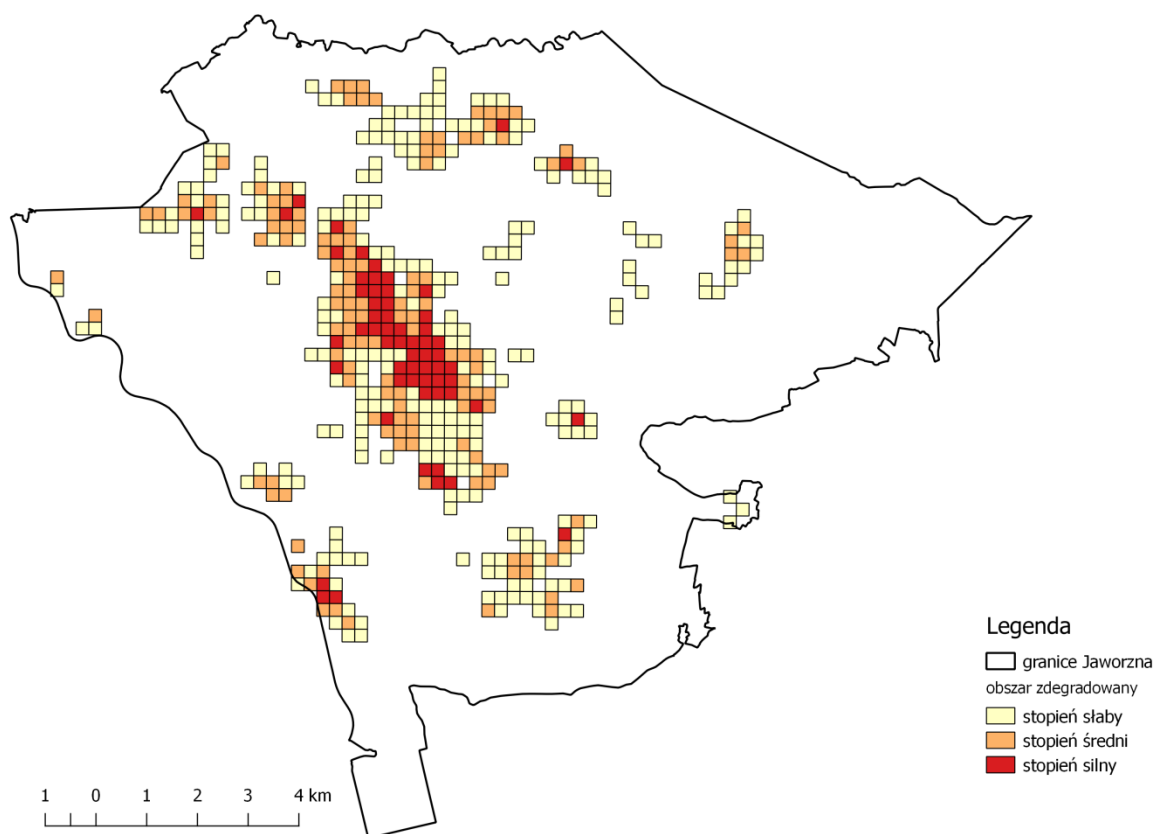 Legenda
granice Jaworzna
obszar zdegradowany
stopień słaby
stopień średni
stopień silny
1 0 1 2 3 4 km